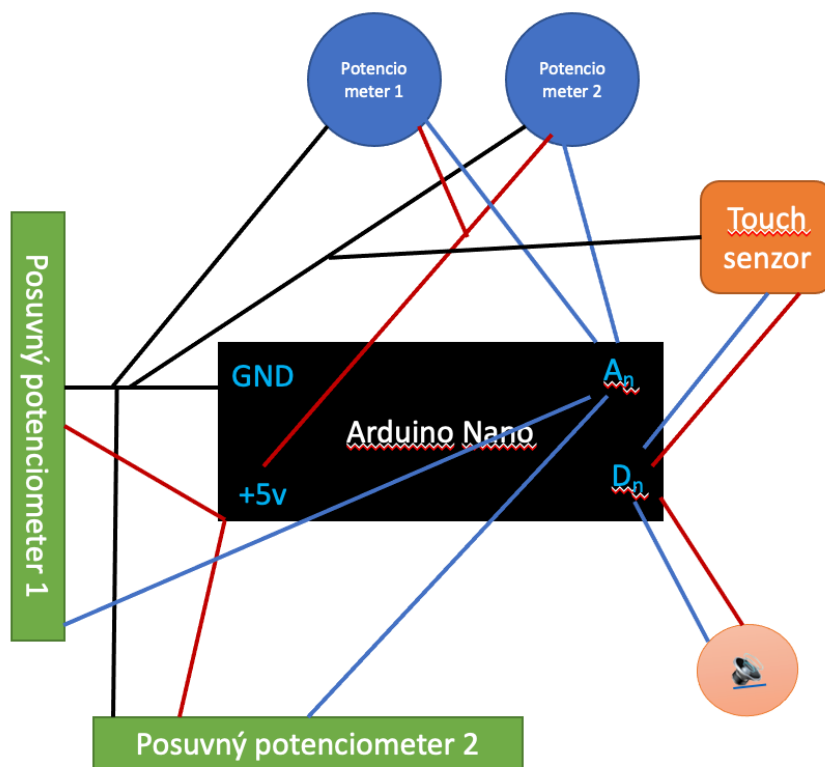 Potencio
meter 1
Potencio
meter 2
Touch
senzor
Posuvný potenciometer 1
GND
An
Arduino Nano
+5v
Dn
Posuvný potenciometer 2